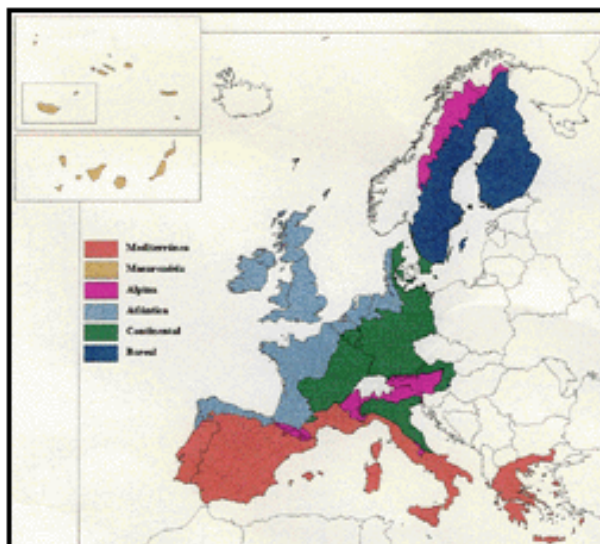 Mediterránea
Macaronésica
Alpina
Atlántica
Continental
Boreal